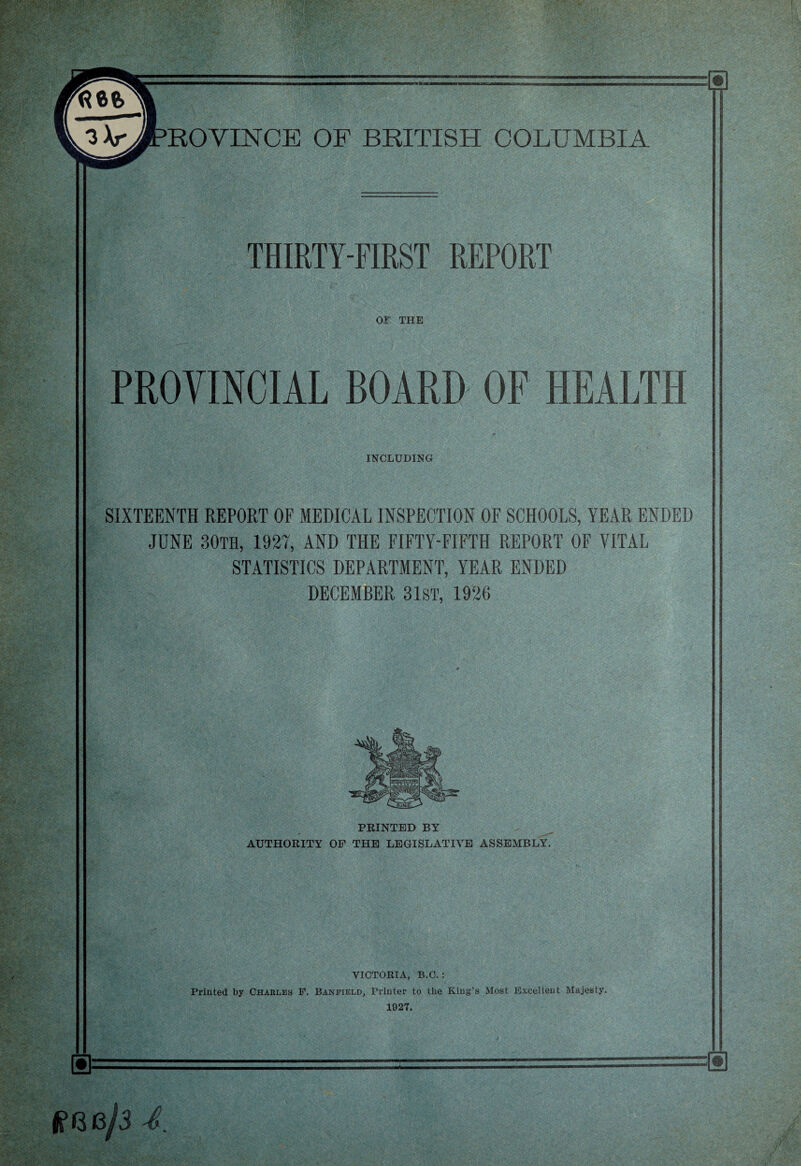 PROVINCE OF BRITISH COLUMBIA
THIRTY-FIRST REPORT
OF THE
PROVINCIAL BOARD OF HEALTH
INCLUDING
SIXTEENTH REPORT OF MEDICAL INSPECTION OF SCHOOLS, YEAR ENDED
JUNE 30TH, 1927, AND THE FIFTY-FIFTH REPORT OF VITAL
STATISTICS DEPARTMENT, YEAR ENDED
DECEMBER 31ST, 1926
PRINTED BY
AUTHORITY OF THE LEGISLATIVE ASSEMBLY.
VICTORIA, B.C.:
Printed by CHARLES F. BANFIELD, Printer to the King's Most Excellent Majesty.
1927.